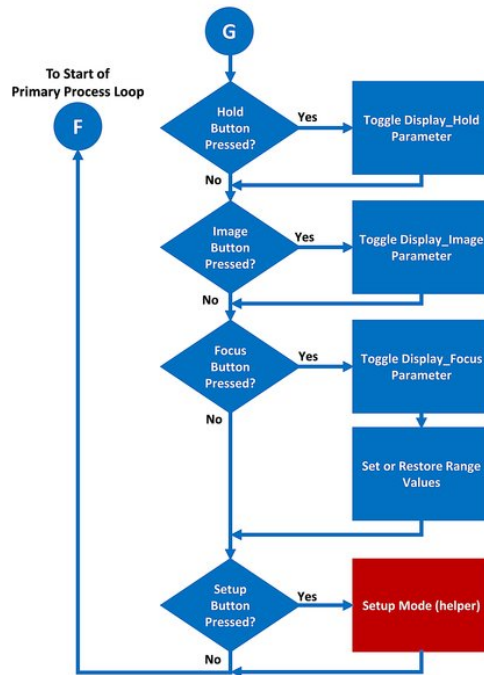 G
To Start of
Primary Process Loop
F
Hold
Button
Pressed?
Yes
Toggle Display_Hold
Parameter
No
Image
Button
Pressed?
Yes
Toggle Display_Image
Parameter
No
Focus
Button
Pressed?
Yes
Toggle Display_Focus
Parameter
No
Set or Restore Range
Values
Setup
Button
Pressed?
Yes
Setup Mode (helper)
No